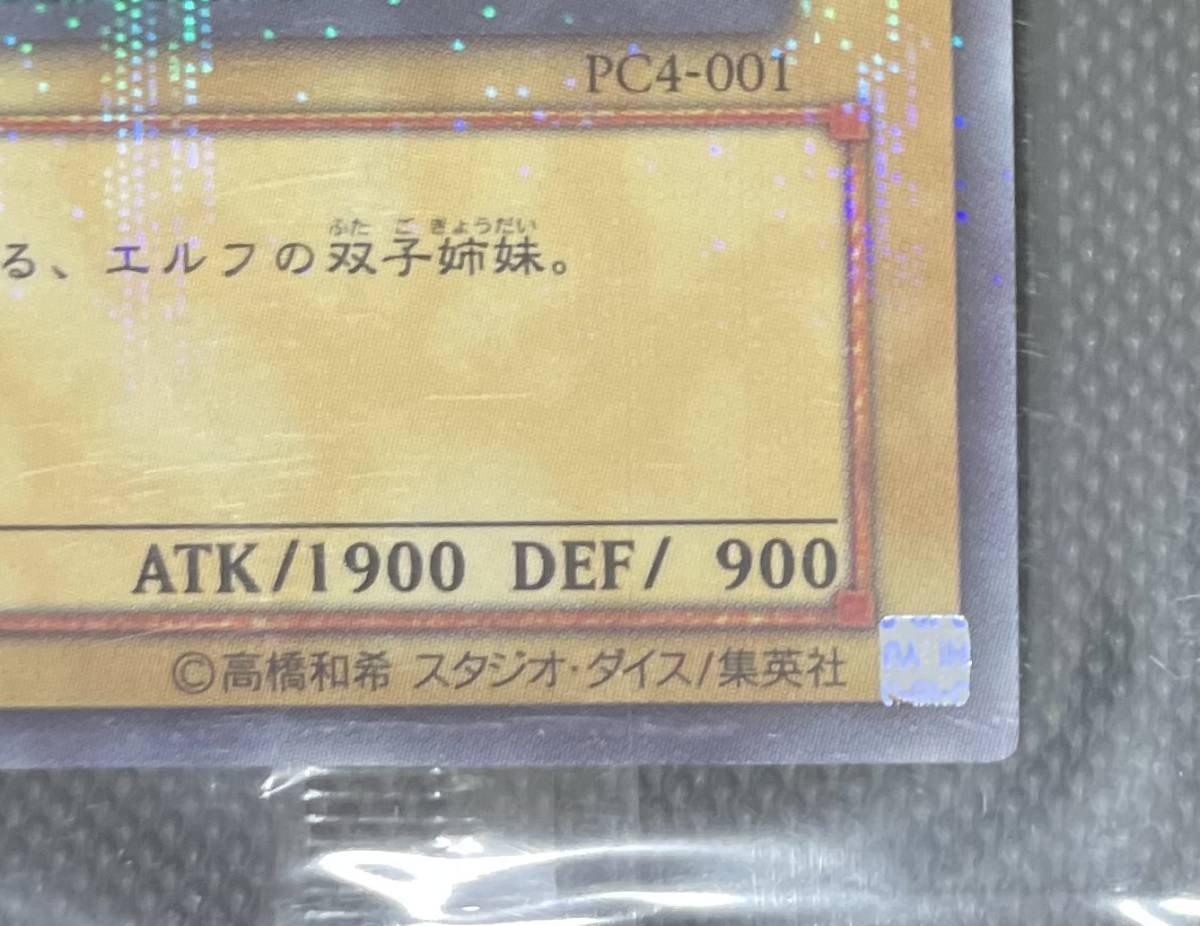 PC4-001
る、エルフの双子姉妹。
ふたごきょうだい
ATK/1900 DEF/ 900
©高橋和希 スタジオ・ダイス/集英社